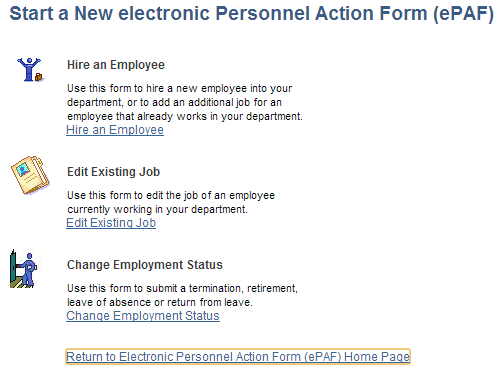 Start a New electronic Personnel Action Form (ePAF)
Hire an Employee
Use this form to hire a new employee into your
department, or to add an additional job for an
employee that already works in your department.
Hire an Employee
Edit Existing Job
Use this form to edit the job of an employee
currently working in your department.
Edit Existing Job
Change Employment Status
Use this form to submit a termination, retirement,
leave of absence or return from leave.
Change Employment Status
Return to Electronic Personnel Action Form (ePAF) Home Page